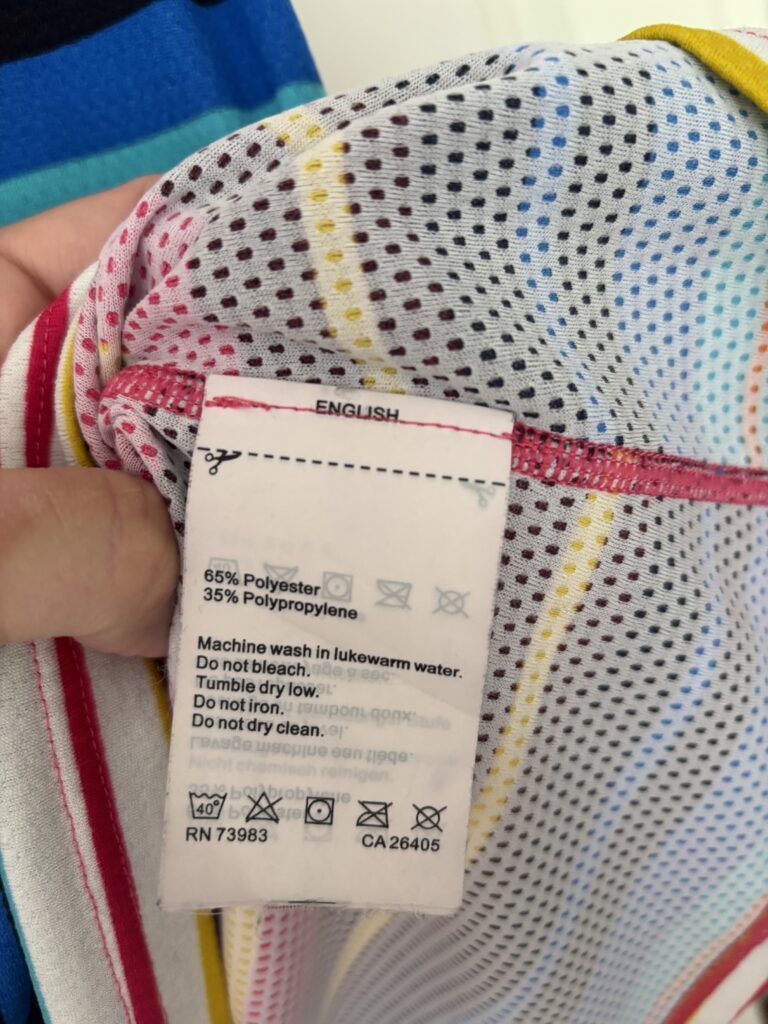 ENGLISH
65% Polyester
35% Polypropylene
Machine wash in lukewarm water.
Do not bleach.
Tumble dry low.
Do not iron.
Do not dry clean.
40°
RN 73983 CA 26405